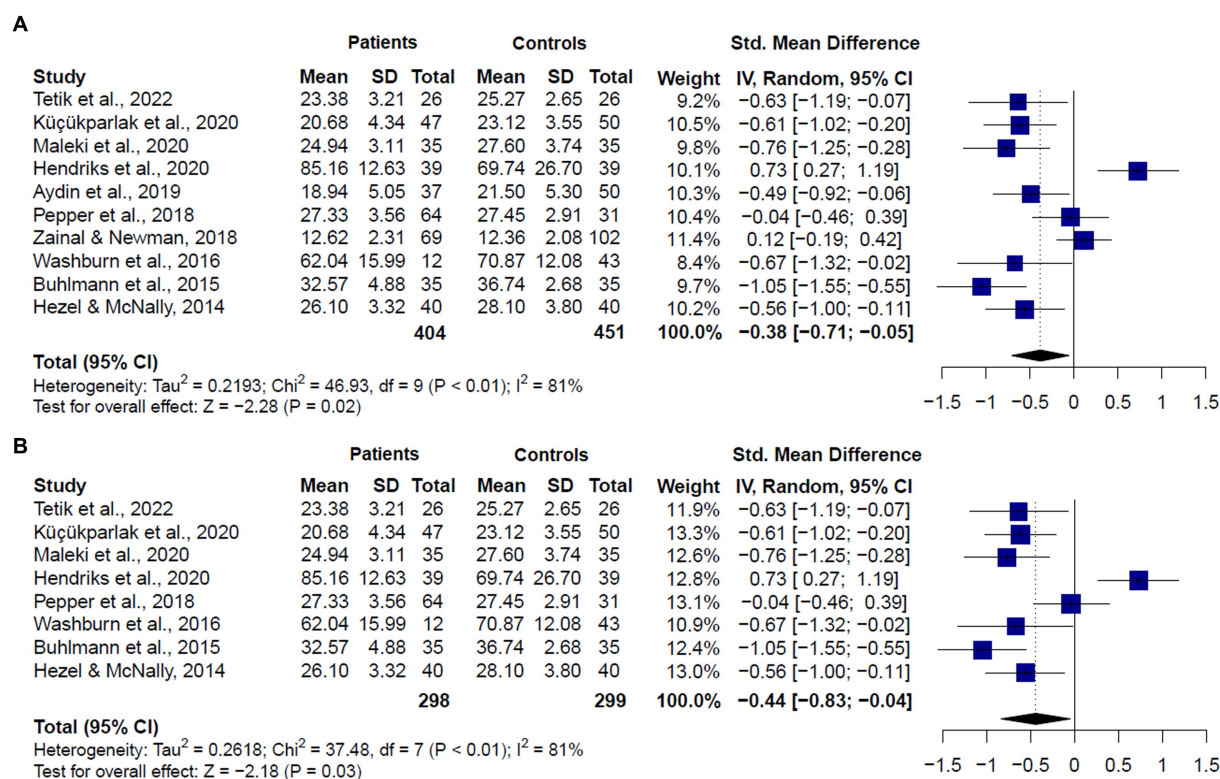 A
Patients Controls Std. Mean Difference
Study Mean SD Total Mean SD Total Weight IV, Random, 95% CI
Tetik et al., 2022 23.38 3.21 26 25.27 2.65 26 9.2% −0.63 [−1.19; −0.07]
Küçükparlak et al., 2020 20.68 4.34 47 23.12 3.55 50 10.5% −0.61 [−1.02; −0.20]
Maleki et al., 2020 24.94 3.11 35 27.60 3.74 35 9.8% −0.76 [−1.25; −0.28]
Hendriks et al., 2020 85.16 12.63 39 69.74 26.70 39 10.1% 0.73 [ 0.27; 1.19]
Aydin et al., 2019 18.94 5.05 37 21.50 5.30 50 10.3% −0.49 [−0.92; −0.06]
Pepper et al., 2018 27.33 3.56 64 27.45 2.91 31 10.4% −0.04 [−0.46; 0.39]
Zainal & Newman, 2018 12.62 2.31 69 12.36 2.08 102 11.4% 0.12 [−0.19; 0.42]
Washburn et al., 2016 62.04 15.99 12 70.87 12.08 43 8.4% −0.67 [−1.32; −0.02]
Buhlmann et al., 2015 32.57 4.88 35 36.74 2.68 35 9.7% −1.05 [−1.55; −0.55]
Hezel & McNally, 2014 26.10 3.32 40 28.10 3.80 40 10.2% −0.56 [−1.00; −0.11]
404 451 100.0% −0.38 [−0.71; −0.05]
Total (95% CI)
Heterogeneity: Tau² = 0.2193; Chi² = 46.93, df = 9 (P < 0.01); I² = 81%
Test for overall effect: Z = −2.28 (P = 0.02)
−1.5 −1 −0.5 0 0.5 1 1.5
B
Patients Controls Std. Mean Difference
Study Mean SD Total Mean SD Total Weight IV, Random, 95% CI
Tetik et al., 2022 23.38 3.21 26 25.27 2.65 26 11.9% −0.63 [−1.19; −0.07]
Küçükparlak et al., 2020 20.68 4.34 47 23.12 3.55 50 13.3% −0.61 [−1.02; −0.20]
Maleki et al., 2020 24.94 3.11 35 27.60 3.74 35 12.6% −0.76 [−1.25; −0.28]
Hendriks et al., 2020 85.16 12.63 39 69.74 26.70 39 12.8% 0.73 [ 0.27; 1.19]
Pepper et al., 2018 27.33 3.56 64 27.45 2.91 31 13.1% −0.04 [−0.46; 0.39]
Washburn et al., 2016 62.04 15.99 12 70.87 12.08 43 10.9% −0.67 [−1.32; −0.02]
Buhlmann et al., 2015 32.57 4.88 35 36.74 2.68 35 12.4% −1.05 [−1.55; −0.55]
Hezel & McNally, 2014 26.10 3.32 40 28.10 3.80 40 13.0% −0.56 [−1.00; −0.11]
298 299 100.0% −0.44 [−0.83; −0.04]
Total (95% CI)
Heterogeneity: Tau² = 0.2618; Chi² = 37.48, df = 7 (P < 0.01); I² = 81%
Test for overall effect: Z = −2.18 (P = 0.03)
−1.5 −1 −0.5 0 0.5 1 1.5